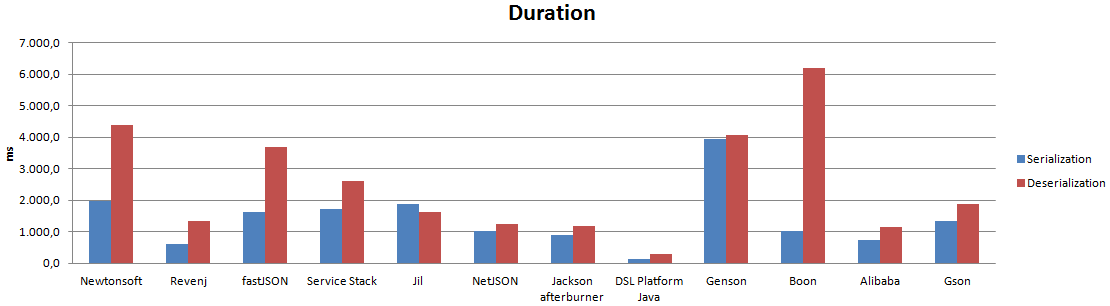 Duration
7.000,0
6.000,0
5.000,0
4.000,0
3.000,0
2.000,0
1.000,0
0,0
ms
Newtonsoft
Revenj
fastJSON
Service Stack
Jil
NetJSON
Jackson
afterburner
DSL Platform
Java
Genson
Boon
Alibaba
Gson
Serialization
Deserialization